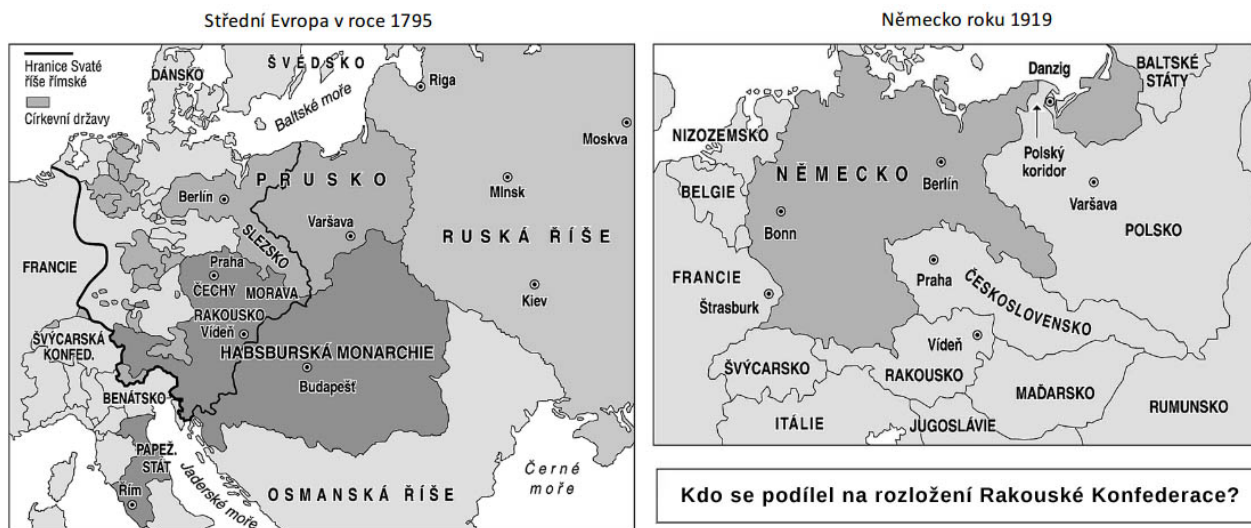 Střední Evropa v roce 1795
Hranice Svaté
říše římské
Církevní državy
DÁNSKO
ŠVÉDSKO
Baltské moře
Riga
Moskva
PRUSKO
Berlín
Minsk
Varšava
SLEZSKO
RUSKÁ ŘÍŠE
FRANCIE
Praha
ČECHY
MORAVA
Kiev
RAKOUSKO
Vídeň
ŠVÝCARSKÁ
KONFED.
HABSBURSKÁ MONARCHIE
Budapešť
BENÁTSKO
PAPEŽ.
STÁT
Řím
Jaderské moře
OSMANSKÁ ŘÍŠE
Černé
moře
Německo roku 1919
Danzig
BALTSKÉ
STÁTY
NIZOZEMSKO
Polský
koridor
NĚMECKO
Berlín
BELGIE
Varšava
Bonn
POLSKO
FRANCIE
Praha
Štrasburk
ČESKOSLOVENSKO
Vídeň
ŠVÝCARSKO
RAKOUSKO
MAĎARSKO
ITÁLIE
JUGOSLÁVIE
RUMUNSKO
Kdo se podílel na rozložení Rakouské Konfederace?